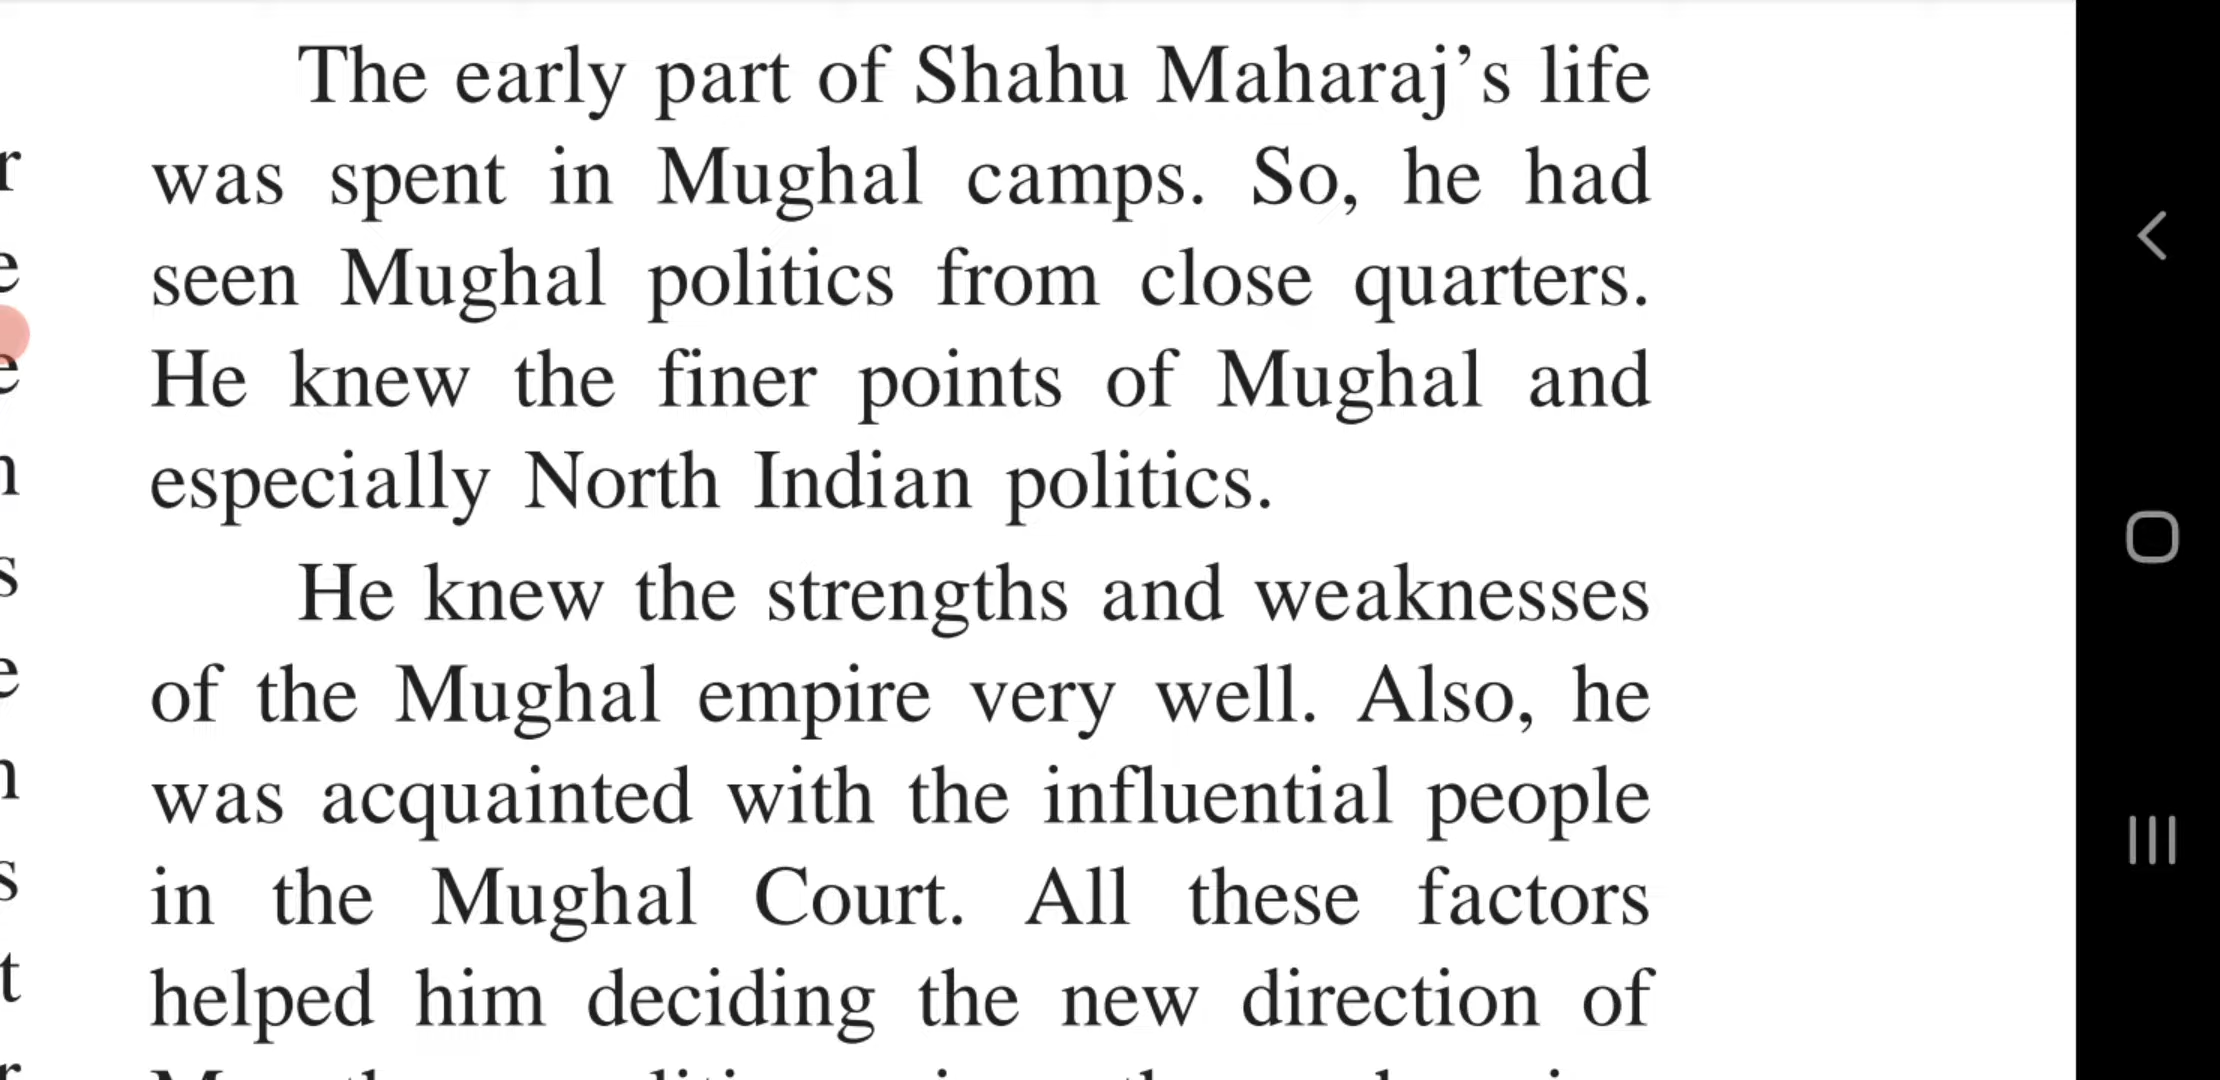 The early part of Shahu Maharaj’s life
was spent in Mughal camps. So, he had
seen Mughal politics from close quarters.
He knew the finer points of Mughal and
especially North Indian politics.
He knew the strengths and weaknesses
of the Mughal empire very well. Also, he
was acquainted with the influential people
in the Mughal Court. All these factors
helped him deciding the new direction of